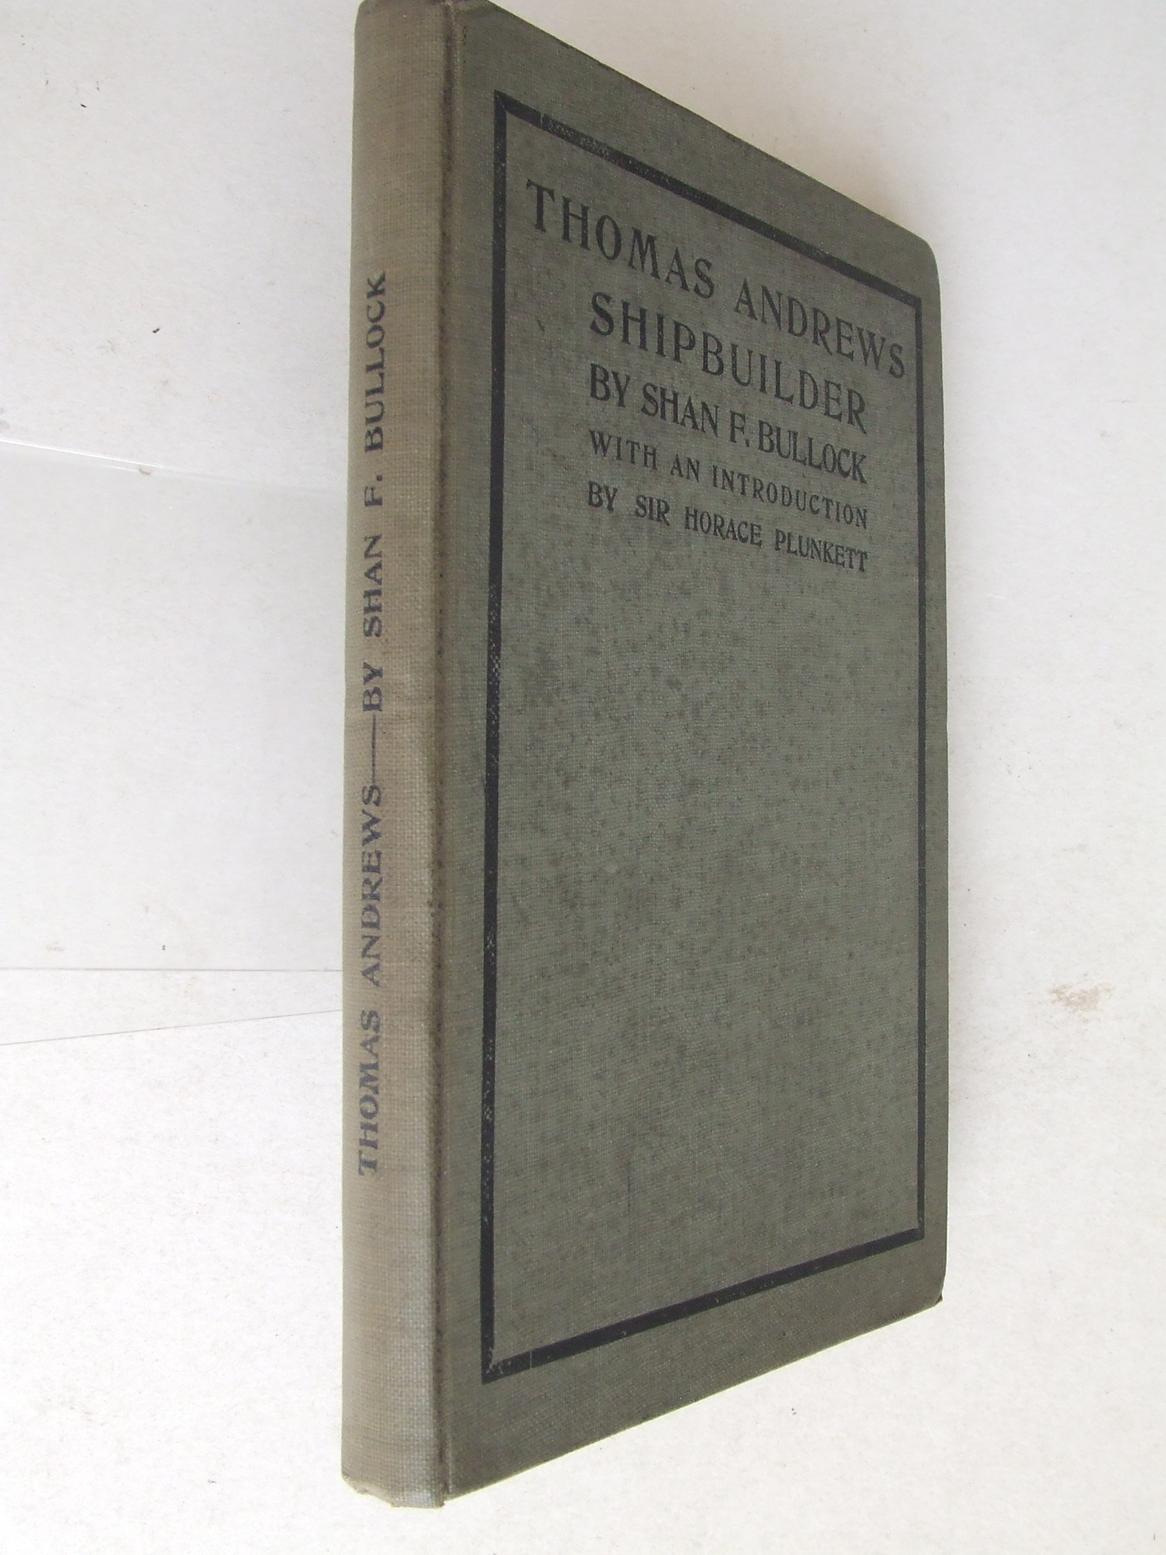 THOMAS ANDREWS
SHIPBUILDER
BY SHAN F. BULLOCK
WITH AN INTRODUCTION
BY SIR HORACE PLUNKETT
THOMAS ANDREWS—BY SHAN F. BULLOCK